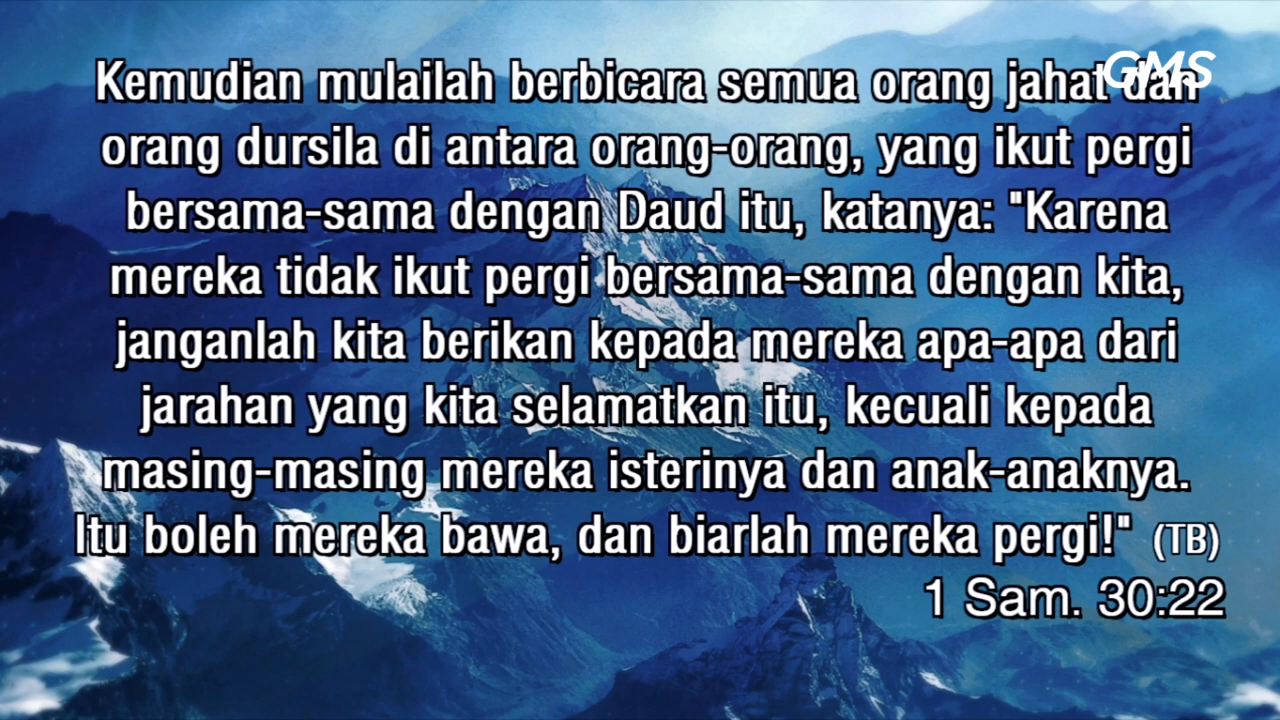 GMS
Kemudian mulailah berbicara semua orang jahat dan
orang dursila di antara orang-orang, yang ikut pergi
bersama-sama dengan Daud itu, katanya: "Karena
mereka tidak ikut pergi bersama-sama dengan kita,
janganlah kita berikan kepada mereka apa-apa dari
jarahan yang kita selamatkan itu, kecuali kepada
masing-masing mereka isterinya dan anak-anaknya.
Itu boleh mereka bawa, dan biarlah mereka pergi!" (TB)
1 Sam. 30:22